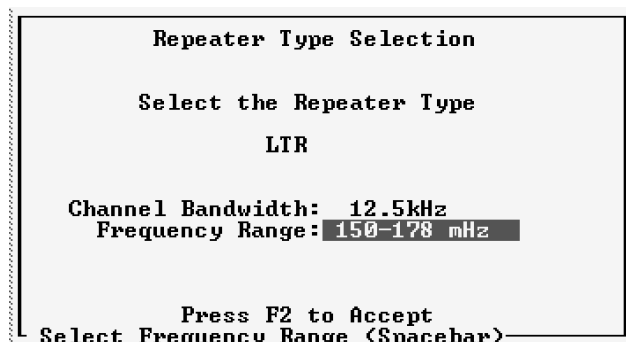 Repeater Type Selection
Select the Repeater Type
LTR
Channel Bandwidth: 12.5kHz
Frequency Range: 150-178 mHz
Press F2 to Accept
Select Frequency Range (Spacebar)